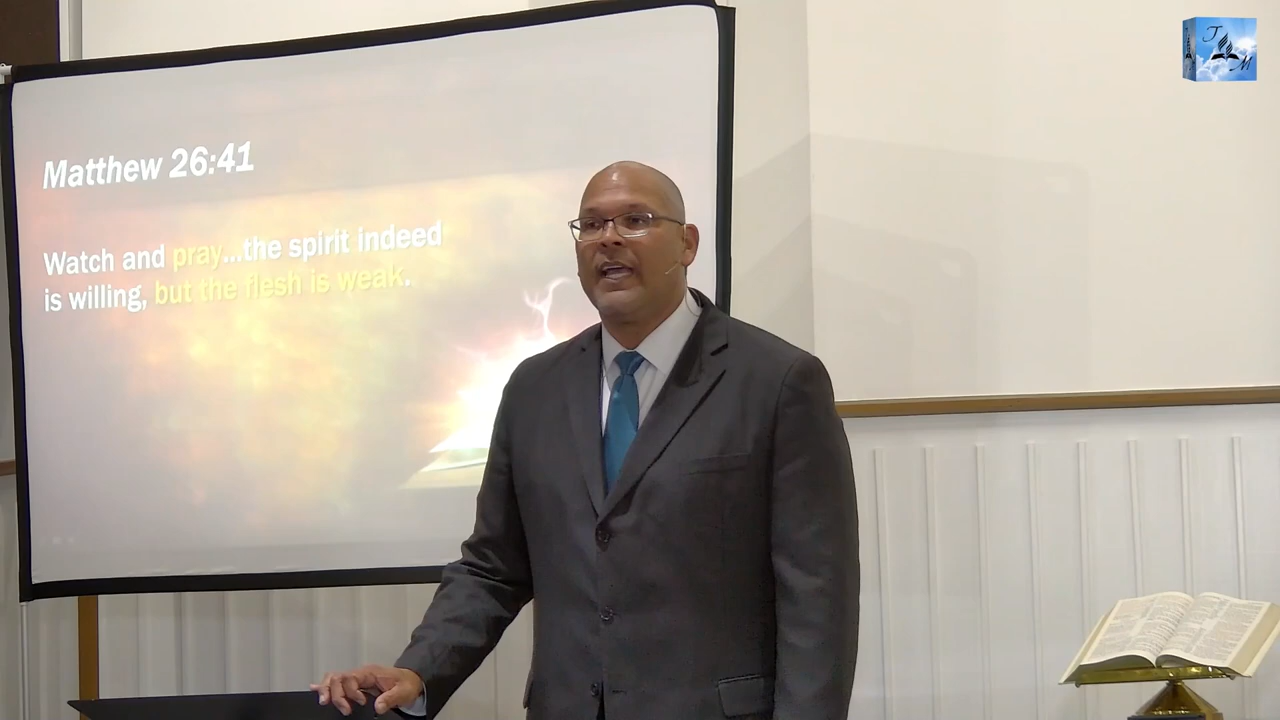 Matthew 26:41
Watch and pray...the spirit indeed
is willing, but the flesh is weak.
J
M